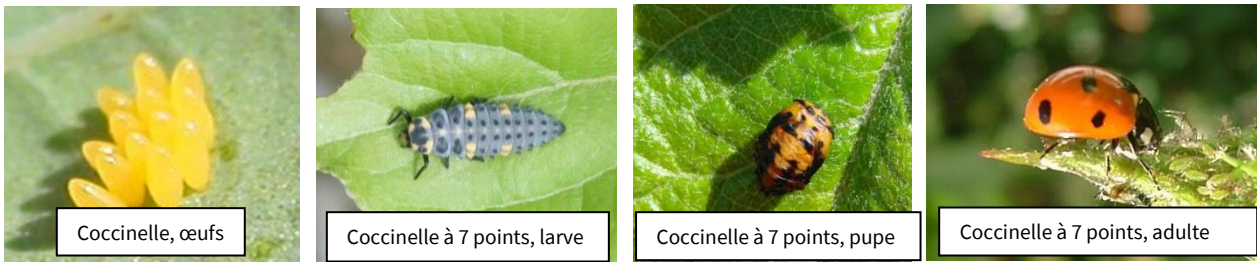 Coccinelle, œufs
Coccinelle à 7 points, larve
Coccinelle à 7 points, pupe
Coccinelle à 7 points, adulte